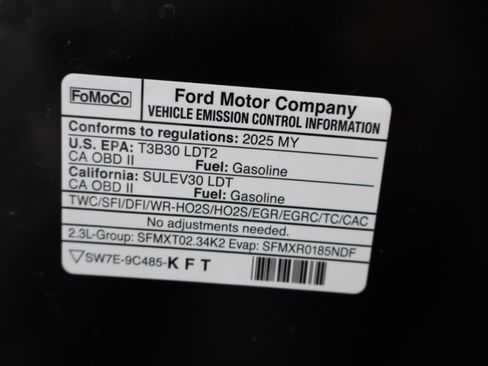 FoMoCo
Ford Motor Company
VEHICLE EMISSION CONTROL INFORMATION
Conforms to regulations: 2025 MY
U.S. EPA: T3B30 LDT2
CA OBD II Fuel: Gasoline
California: SULEV30 LDT
CA OBD II Fuel: Gasoline
TWC/SFI/DFI/WR-HO2S/HO2S/EGR/EGRC/TC/CAC
No adjustments needed.
2.3L-Group: SFMXT02.34K2 Evap: SFMXR0185NDF
SW7E-9C485-K F T